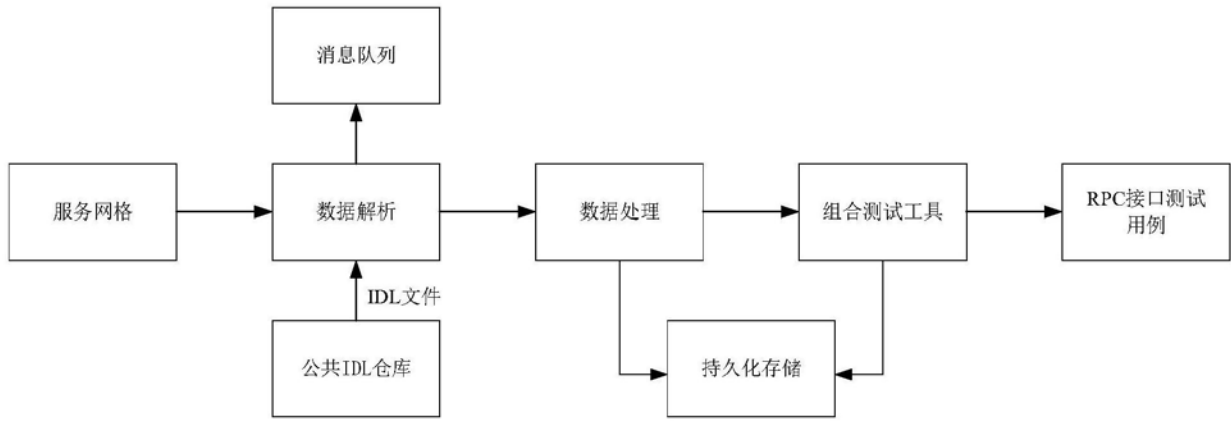 消息队列
服务网格
数据解析
数据处理
组合测试工具
RPC接口测试
用例
IDL文件
公共IDL仓库
持久化存储